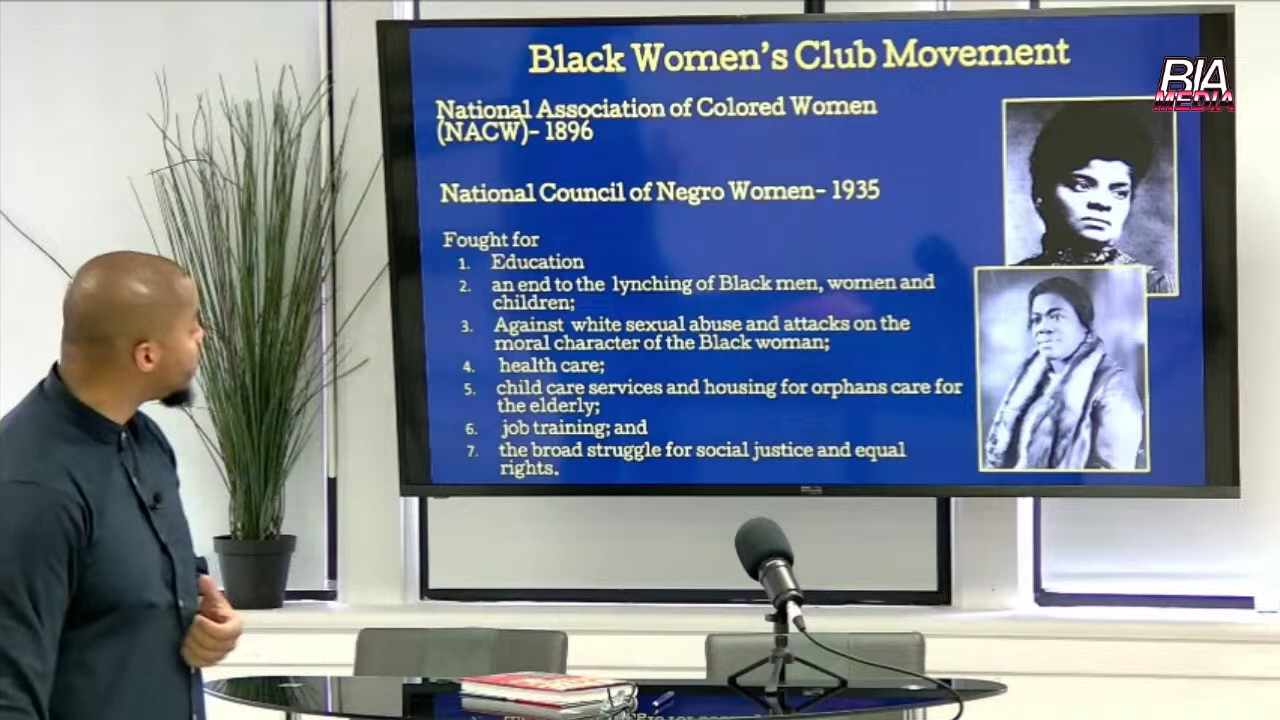 Black Women's Club Movement
BIA
MEDIA
National Association of Colored Women
(NACW)- 1896
National Council of Negro Women- 1935
Fought for
1. Education
2. an end to the lynching of Black men, women and
children;
3. Against white sexual abuse and attacks on the
moral character of the Black woman;
4. health care;
5. child care services and housing for orphans care for
the elderly;
6. job training; and
7. the broad struggle for social justice and equal
rights.